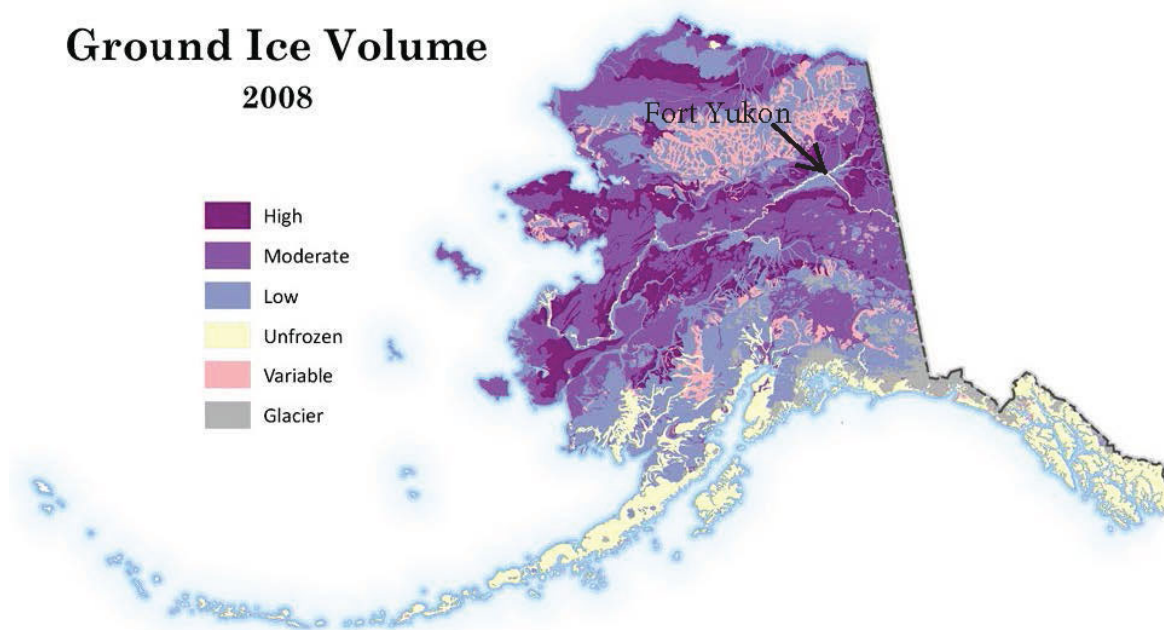 Ground Ice Volume
2008
Fort Yukon
High
Moderate
Low
Unfrozen
Variable
Glacier